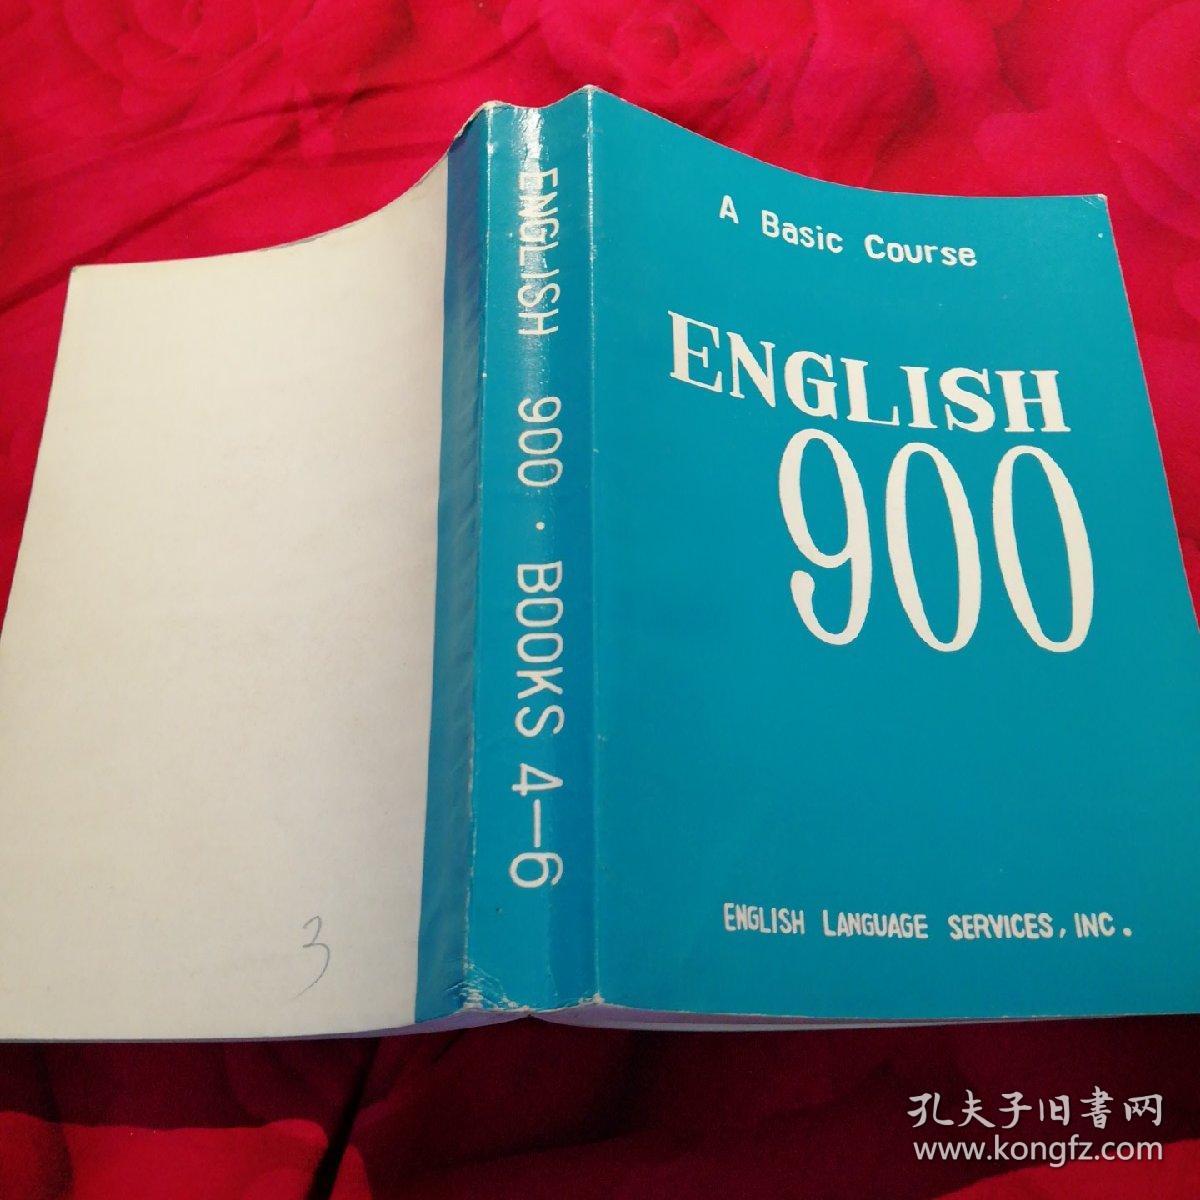 A Basic Course
ENGLISH
900
ENGLISH LANGUAGE SERVICES, INC.
ENGLISH 900 · BOOKS 4—6
3
孔夫子旧書网
www.kongfz.com